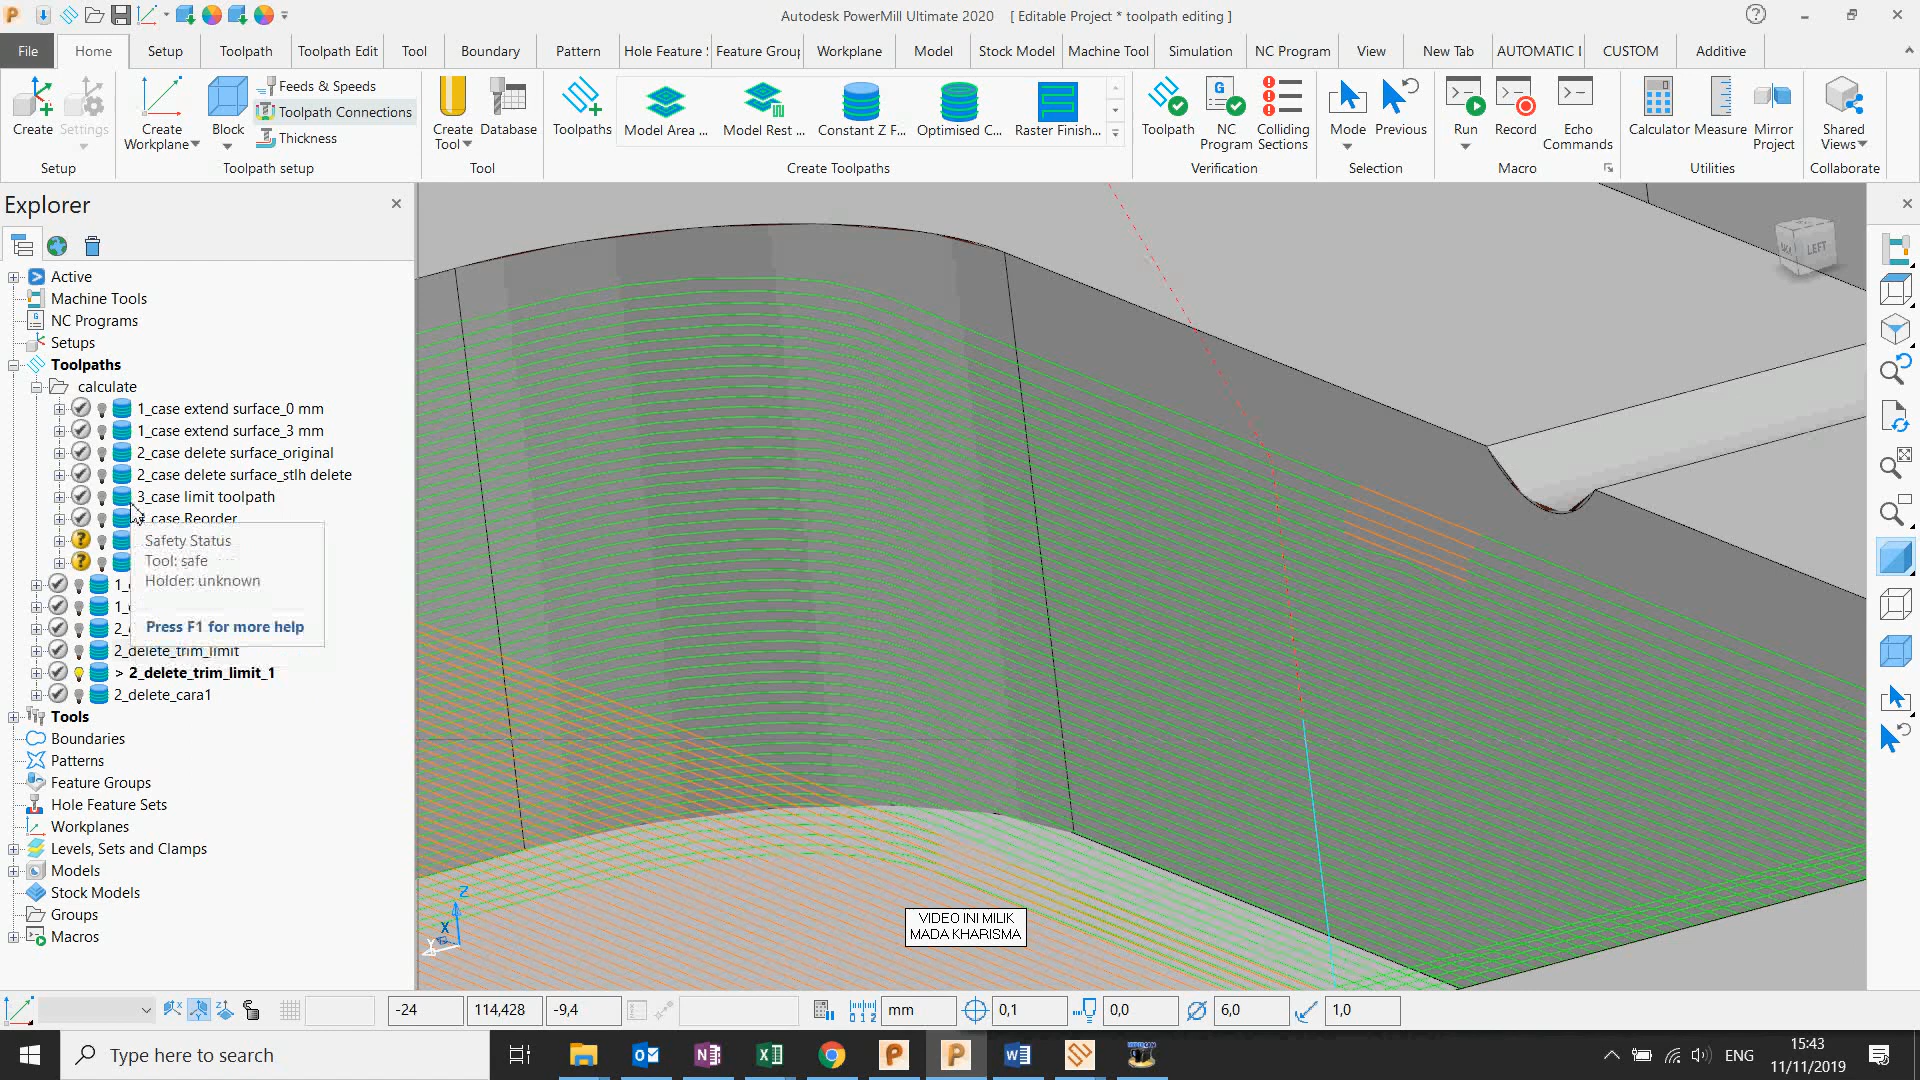 Autodesk PowerMill Ultimate 2020 [ Editable Project * toolpath editing ]
File Home Setup Toolpath Toolpath Edit Tool Boundary Pattern Hole Feature Feature Grou Workplane Model Stock Model Machine Tool Simulation NC Program View New Tab AUTOMATIC CUSTOM Additive
Create
Settings
Setup
Create
Workplane
Block
Feeds & Speeds
Toolpath Connections
Thickness
Toolpath setup
Create
Tool
Database
Tool
Toolpaths
Model Area ...
Model Rest ...
Constant Z F...
Optimised C...
Raster Finish...
Create Toolpaths
Toolpath
NC
Program
Colliding
Sections
Verification
Mode
Previous
Selection
Run
Record
Echo
Commands
Macro
Calculator
Measure
Mirror
Project
Utilities
Shared
Views
Collaborate
Explorer
Active
Machine Tools
NC Programs
Setups
Toolpaths
calculate
1_case extend surface_0 mm
1_case extend surface_3 mm
2_case delete surface_original
2_case delete surface_stlh delete
3_case limit toolpath
case Reorder
Safety Status
Tool: safe
Holder: unknown
Press F1 for more help
1_
1_
2_
2_delete_trim_limit
> 2_delete_trim_limit_1
2_delete_cara1
Tools
Boundaries
Patterns
Feature Groups
Hole Feature Sets
Workplanes
Levels, Sets and Clamps
Models
Stock Models
Groups
Macros
LEFT
Z
X
Y
VIDEO INI MILIK
MADA KHARISMA
-24
114,428
-9,4
mm
0,1
0,0
6,0
1,0
Type here to search
ENG
15:43
11/11/2019